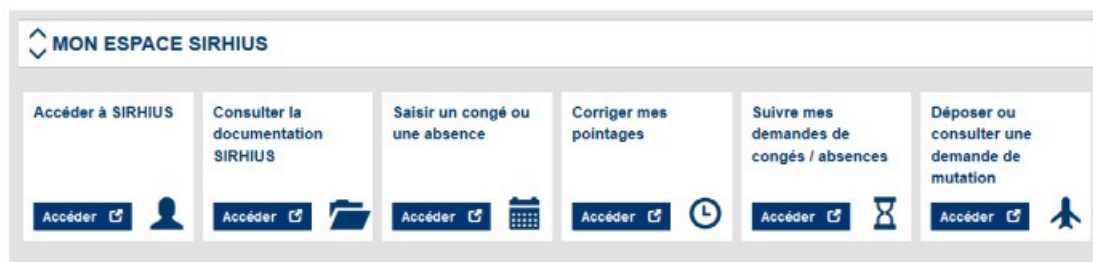 MON ESPACE SIRHIUS
Accéder à SIRHIUS
Accéder
Consulter la
documentation
SIRHIUS
Accéder
Saisir un congé ou
une absence
Accéder
Corriger mes
pointages
Accéder
Suivre mes
demandes de
congés / absences
Accéder
Déposer ou
consulter une
demande de
mutation
Accéder